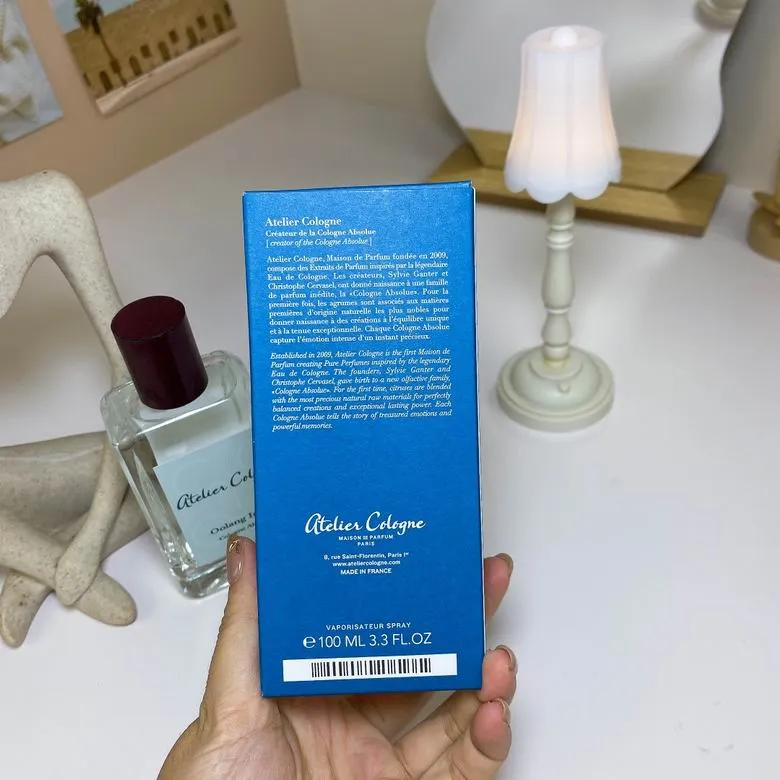 Atelier Cologne
Créateur de la Cologne Absolue
[ creator of the Cologne Absolue ]
Atelier Cologne, Maison de Parfum fondée en 2009,
compose des Extraits de Parfum inspirés par la légendaire
Eau de Cologne. Les créateurs, Sylvie Ganter et
Christophe Cervasel, ont donné naissance à une famille
de parfum inédite, la «Cologne Absolue». Pour la
première fois, les agrumes sont associés aux matières
premières d'origine naturelle les plus nobles pour
donner naissance à des créations à l'équilibre unique
et à la tenue exceptionnelle. Chaque Cologne Absolue
capture l'émotion intense d'un instant précieux.
Established in 2009, Atelier Cologne is the first Maison de
Parfum creating Pure Perfumes inspired by the legendary
Eau de Cologne. The founders, Sylvie Ganter and
Christophe Cervasel, gave birth to a new olfactive family,
«Cologne Absolue». For the first time, citruses are blended
with the most precious natural raw materials for perfectly
balanced creations and exceptional lasting power. Each
Cologne Absolue tells the story of treasured emotions and
powerful memories.
Atelier Cologne
MAISON DE PARFUM
PARIS
8, rue Saint-Florentin, Paris Ier
www.ateliercologne.com
MADE IN FRANCE
VAPORISATEUR SPRAY
℮ 100 ML 3.3 FL.OZ
Atelier Col
Oolang
Cologne